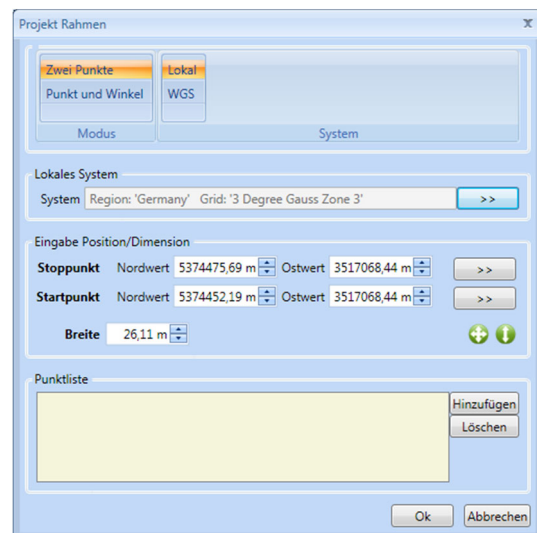 Projekt Rahmen x
Zwei Punkte Lokal
Punkt und Winkel WGS
Modus System
Lokales System
System Region: 'Germany' Grid: '3 Degree Gauss Zone 3' >>
Eingabe Position/Dimension
Stoppunkt Nordwert 5374475,69 m Ostwert 3517068,44 m >>
Startpunkt Nordwert 5374452,19 m Ostwert 3517068,44 m >>
Breite 26,11 m
Punktliste
Hinzufügen
Löschen
Ok Abbrechen